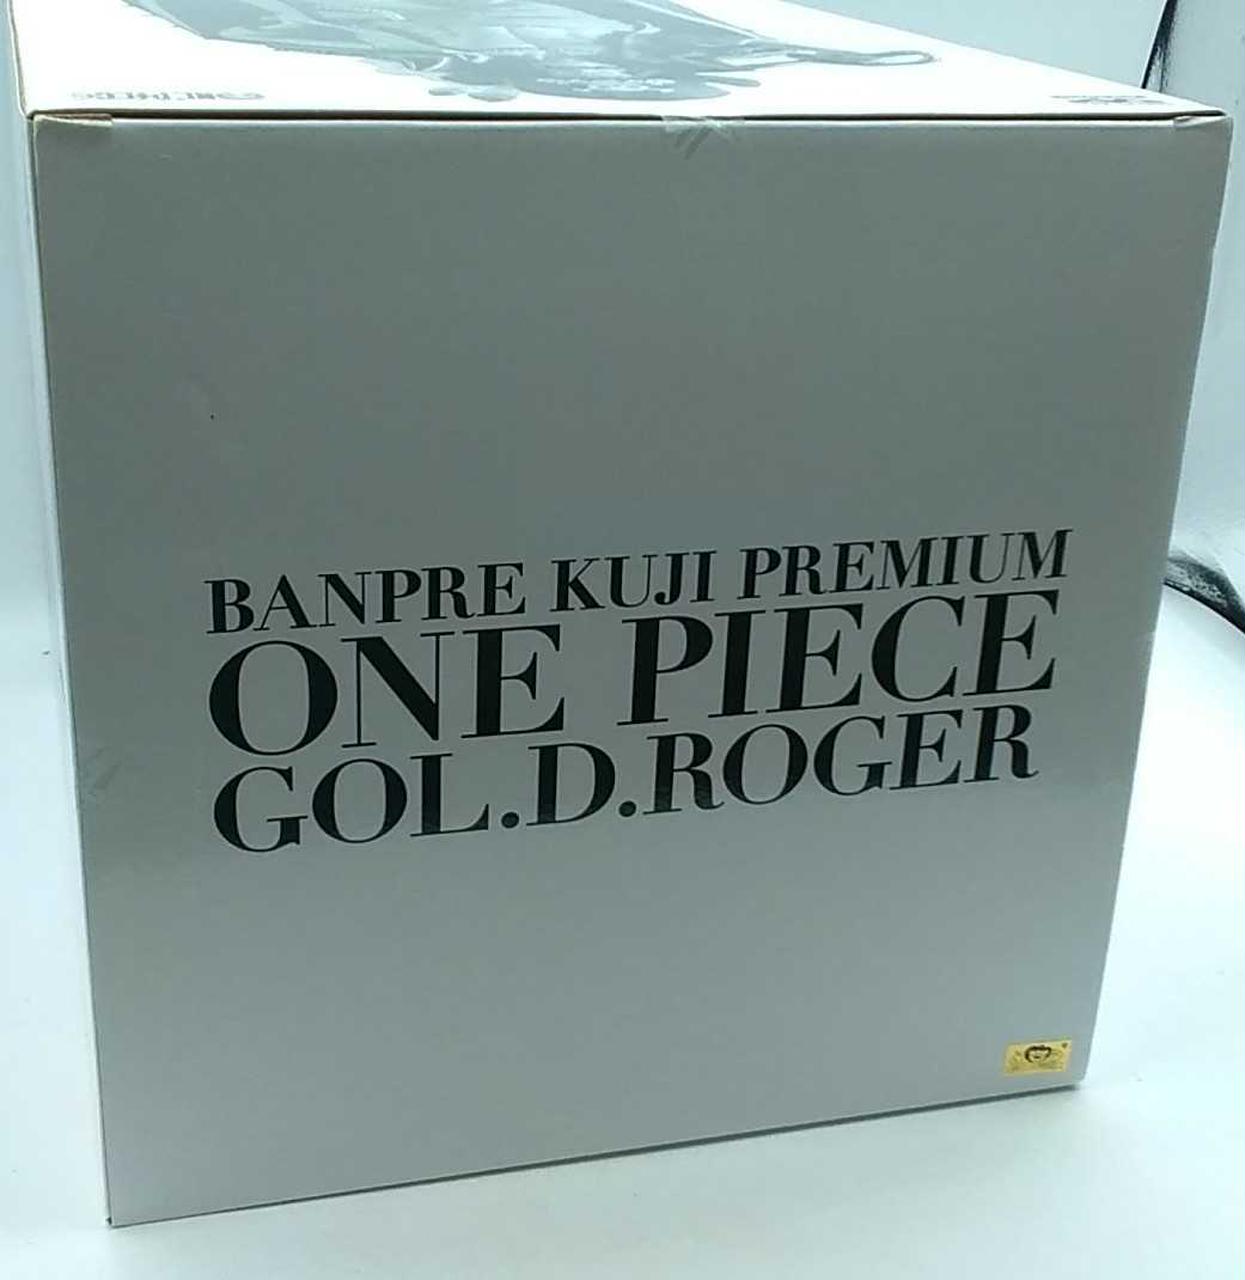 BANPRE KUJI PREMIUM
ONE PIECE
GOL.D.ROGER